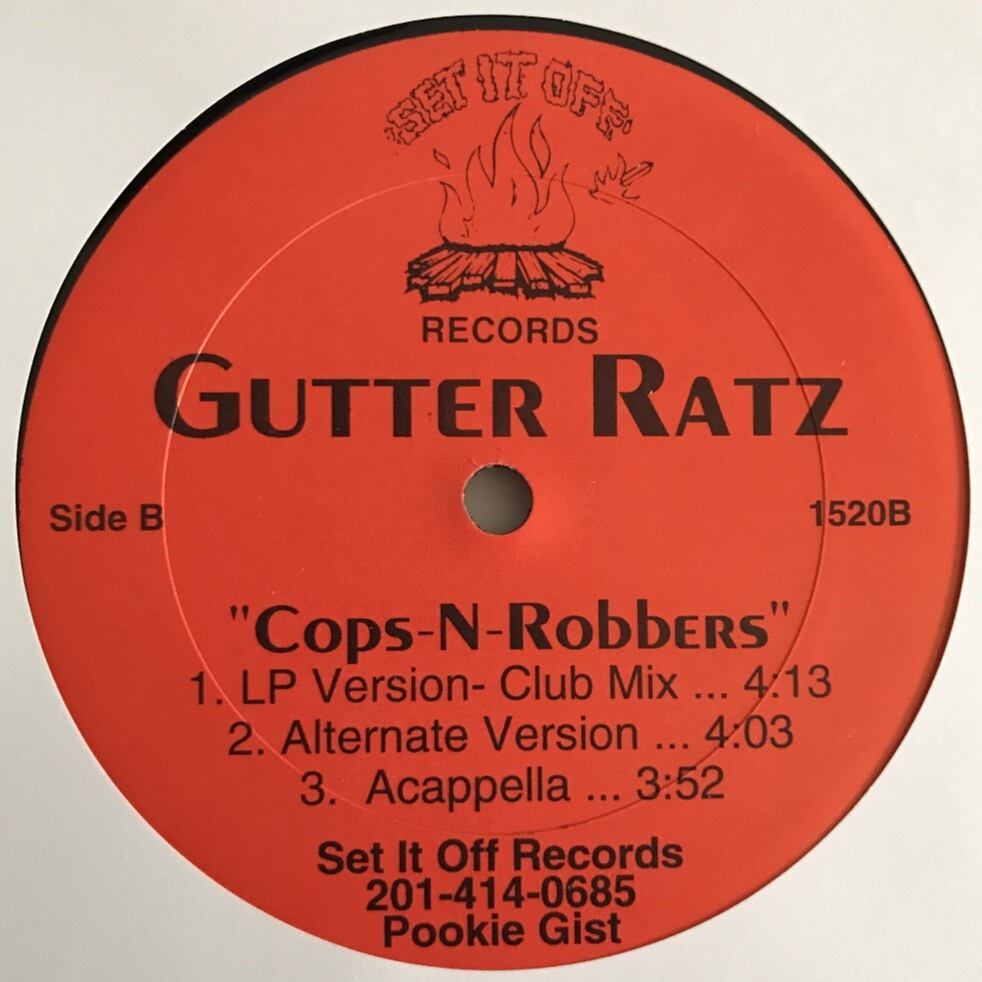 SET IT OFF
RECORDS
GUTTER RATZ
Side B
1520B
"Cops-N-RobbERs"
1. LP Version- Club Mix ... 4:13
2. Alternate Version ... 4:03
3. Acappella ... 3:52
Set It Off Records
201-414-0685
Pookie Gist